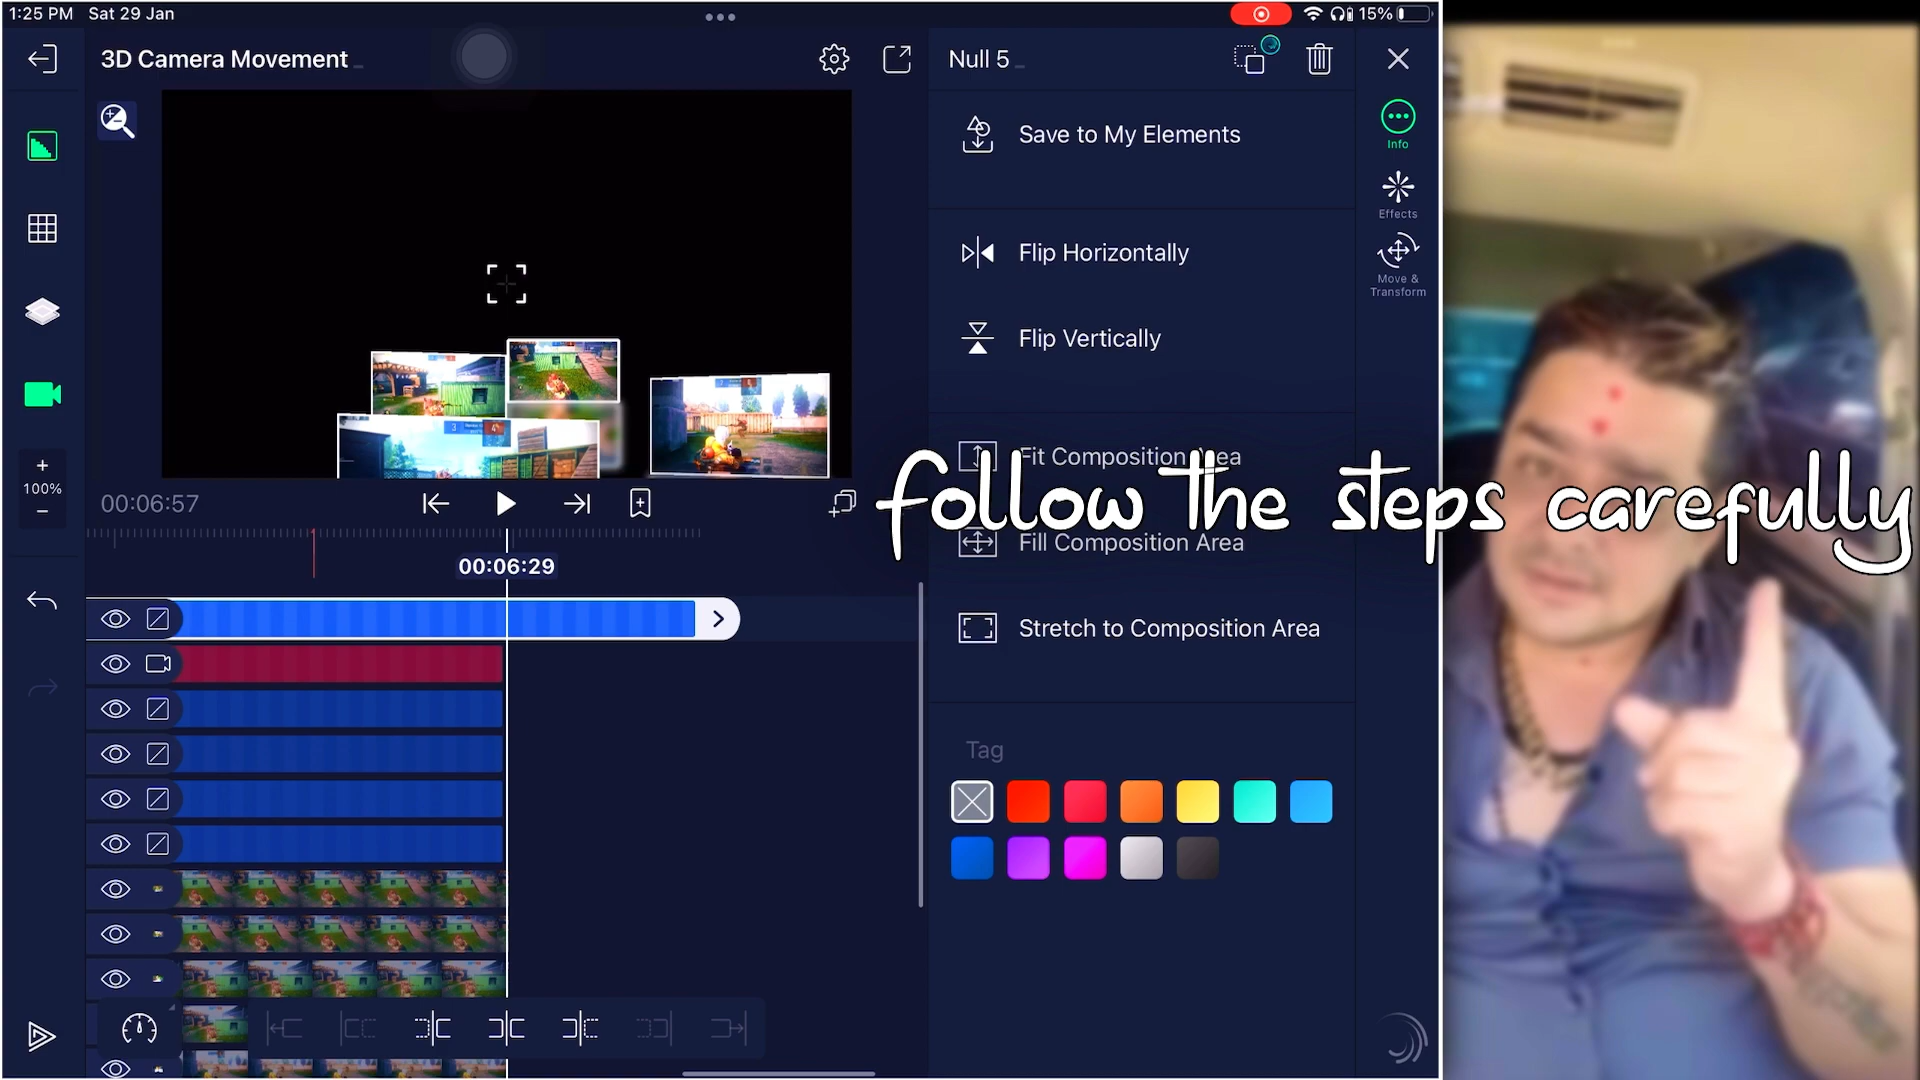 1:25 PM Sat 29 Jan
15%
3D Camera Movement
Null 5
Save to My Elements
Info
Effects
Flip Horizontally
Move &
Transform
Flip Vertically
Fit Composition Area
100%
00:06:57
follow the steps carefully
Fill Composition Area
00:06:29
Stretch to Composition Area
Tag